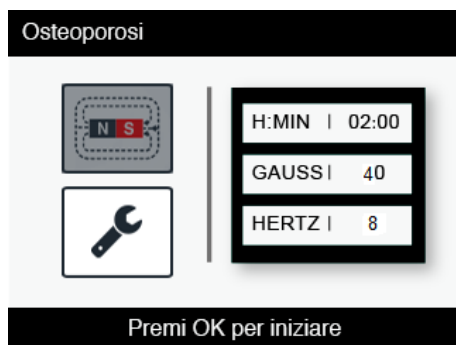 Osteoporosi
N S
H:MIN | 02:00
GAUSS | 40
HERTZ | 8
Premi OK per iniziare